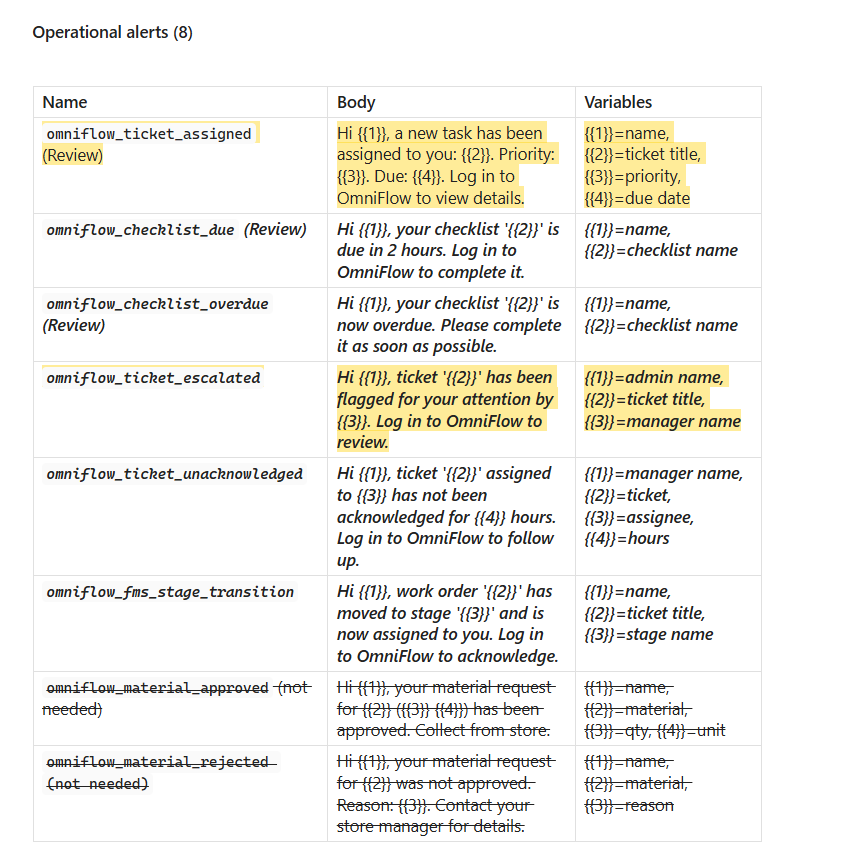 Operational alerts (8)
Name Body Variables
omniflow_ticket_assigned Hi {{1}}, a new task has been {{1}}=name,
(Review) assigned to you: {{2}}. Priority: {{2}}=ticket title,
{{3}}. Due: {{4}}. Log in to {{3}}=priority,
OmniFlow to view details. {{4}}=due date
omniflow_checklist_due (Review) Hi {{1}}, your checklist '{{2}}' is {{1}}=name,
due in 2 hours. Log in to {{2}}=checklist name
OmniFlow to complete it.
omniflow_checklist_overdue Hi {{1}}, your checklist '{{2}}' is {{1}}=name,
(Review) now overdue. Please complete {{2}}=checklist name
it as soon as possible.
omniflow_ticket_escalated Hi {{1}}, ticket '{{2}}' has been {{1}}=admin name,
flagged for your attention by {{2}}=ticket title,
{{3}}. Log in to OmniFlow to {{3}}=manager name
review.
omniflow_ticket_unacknowledged Hi {{1}}, ticket '{{2}}' assigned {{1}}=manager name,
to {{3}} has not been {{2}}=ticket,
acknowledged for {{4}} hours. {{3}}=assignee,
Log in to OmniFlow to follow {{4}}=hours
up.
omniflow_fms_stage_transition Hi {{1}}, work order '{{2}}' has {{1}}=name,
moved to stage '{{3}}' and is {{2}}=ticket title,
now assigned to you. Log in {{3}}=stage name
to OmniFlow to acknowledge.
omniflow_material_approved (not Hi {{1}}, your material request {{1}}=name,
needed) for {{2}} ({{3}} {{4}}) has been {{2}}=material,
approved. Collect from store. {{3}}=qty, {{4}}=unit
omniflow_material_rejected Hi {{1}}, your material request {{1}}=name,
(not needed) for {{2}} was not approved. {{2}}=material,
Reason: {{3}}. Contact your {{3}}=reason
store manager for details.